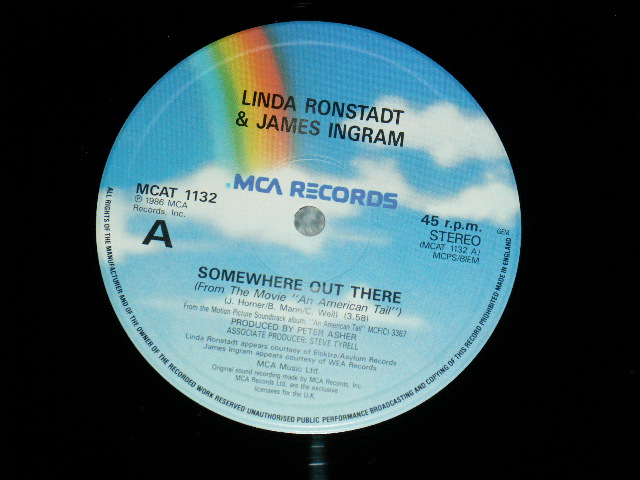 LINDA RONSTADT
& JAMES INGRAM
MCA RECORDS
MCAT 1132
℗ 1986 MCA
Records, Inc.
A
45 r.p.m.
STEREO
(MCAT 1132 A)
MCPS/BIEM
GEM
SOMEWHERE OUT THERE
(From The Movie "An American Tail")
(J. Horner/B. Mann/C. Weil) (3.58)
From the Motion Picture Soundtrack album, "An American Tail" MCF(C) 3367
PRODUCED BY PETER ASHER
ASSOCIATE PRODUCER: STEVE TYRELL
Linda Ronstadt appears courtesy of Elektra/Asylum Records
James Ingram appears courtesy of WEA Records
MCA Music Ltd.
Original sound recording made by MCA Records, Inc.
MCA Records Ltd. are the exclusive
licensees for the U.K.
ALL RIGHTS OF THE MANUFACTURER AND OF THE OWNER OF THE RECORDED WORK RESERVED UNAUTHORISED PUBLIC PERFORMANCE BROADCASTING AND COPYING OF THIS RECORD PROHIBITED MADE IN ENGLAND